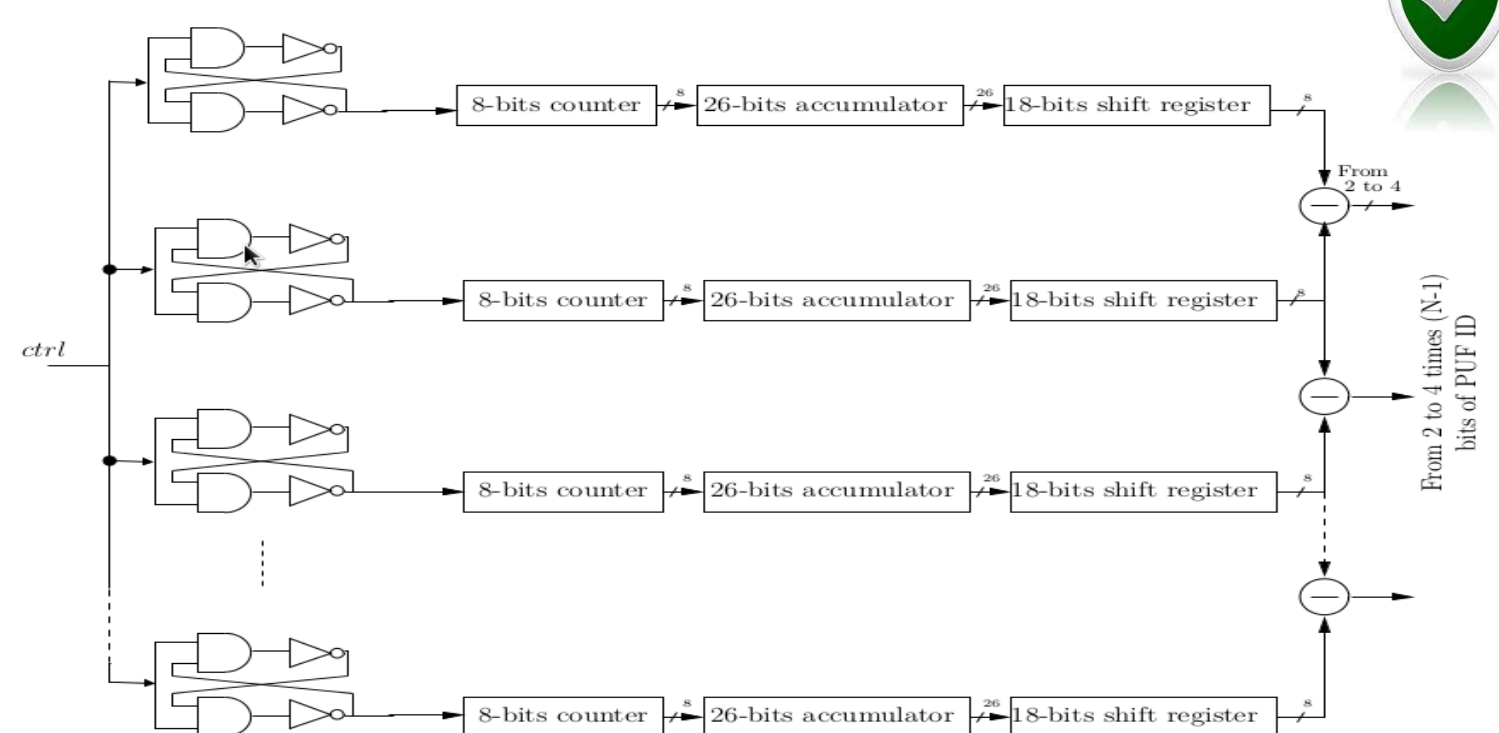 8-bits counter 8 26-bits accumulator 26 18-bits shift register 8
From
2 to 4
8-bits counter 8 26-bits accumulator 26 18-bits shift register 8
ctrl
8-bits counter 8 26-bits accumulator 26 18-bits shift register 8
8-bits counter 8 26-bits accumulator 26 18-bits shift register 8
From 2 to 4 times (N-1)
bits of PUF ID